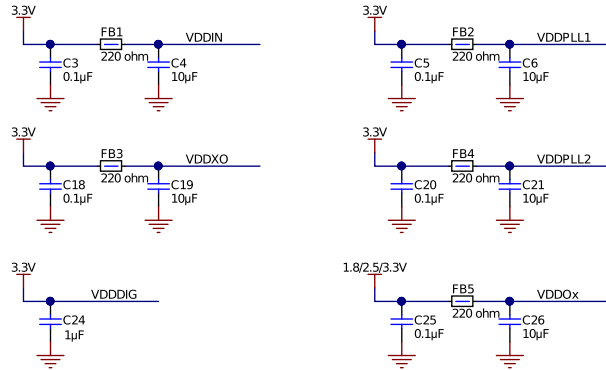 3.3V
FB1
VDDIN
220 ohm
C3
0.1µF
C4
10µF
3.3V
FB2
VDDPLL1
220 ohm
C5
0.1µF
C6
10µF
3.3V
FB3
VDDXO
220 ohm
C18
0.1µF
C19
10µF
3.3V
FB4
VDDPLL2
220 ohm
C20
0.1µF
C21
10µF
3.3V
VDDDIG
C24
1µF
1.8/2.5/3.3V
FB5
VDDOx
220 ohm
C25
0.1µF
C26
10µF